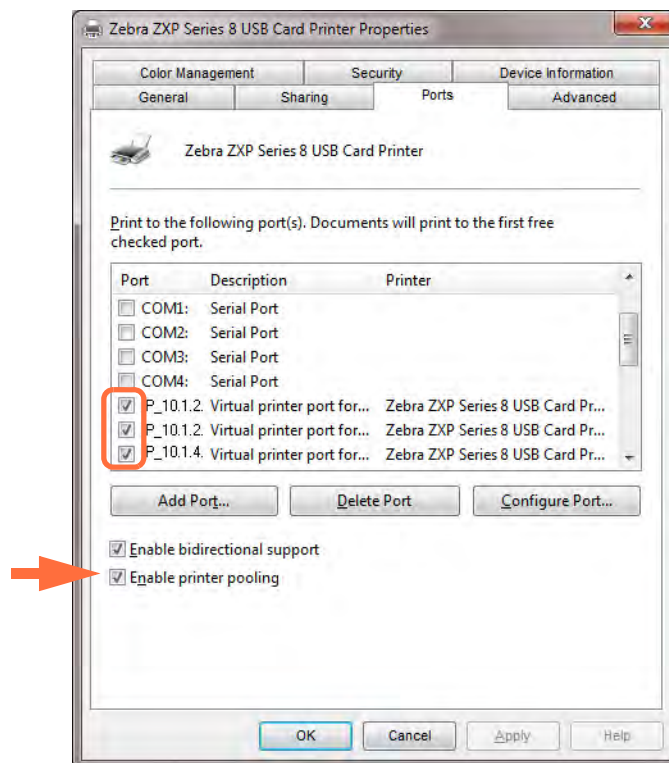 Zebra ZXP Series 8 USB Card Printer Properties
Color Management Security Device Information
General Sharing Ports Advanced
Zebra ZXP Series 8 USB Card Printer
Print to the following port(s). Documents will print to the first free
checked port.
Port Description Printer
COM1: Serial Port
COM2: Serial Port
COM3: Serial Port
COM4: Serial Port
P_10.1.2. Virtual printer port for... Zebra ZXP Series 8 USB Card Pr...
P_10.1.2. Virtual printer port for... Zebra ZXP Series 8 USB Card Pr...
P_10.1.4. Virtual printer port for... Zebra ZXP Series 8 USB Card Pr...
Add Port... Delete Port Configure Port...
Enable bidirectional support
Enable printer pooling
OK Cancel Apply Help